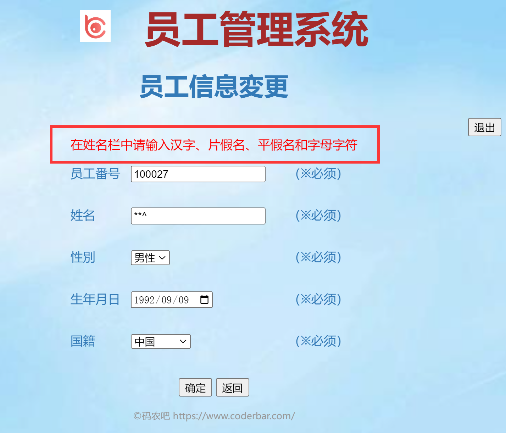 员工管理系统
员工信息变更
退出
在姓名栏中请输入汉字、片假名、平假名和字母字符
员工番号 100027 (※必须)
姓名 **^ (※必须)
性别 男性 (※必须)
生年月日 1992/09/09 (※必须)
国籍 中国 (※必须)
确定 返回
©码农吧 https://www.coderbar.com/